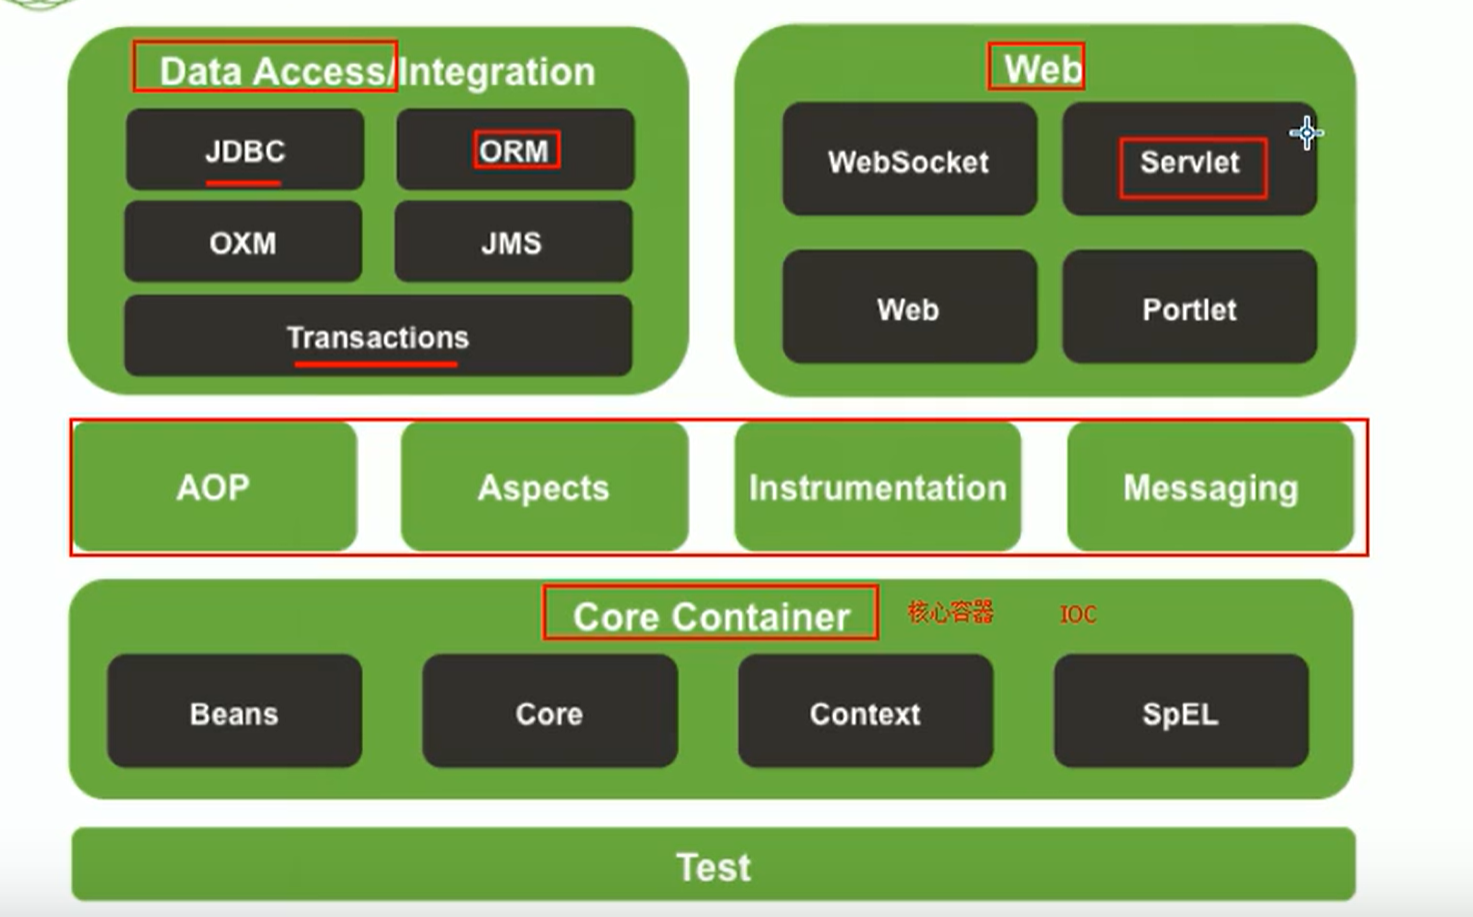 Data Access/Integration
JDBC
ORM
OXM
JMS
Transactions
Web
WebSocket
Servlet
Web
Portlet
AOP
Aspects
Instrumentation
Messaging
Core Container
核心容器
IOC
Beans
Core
Context
SpEL
Test